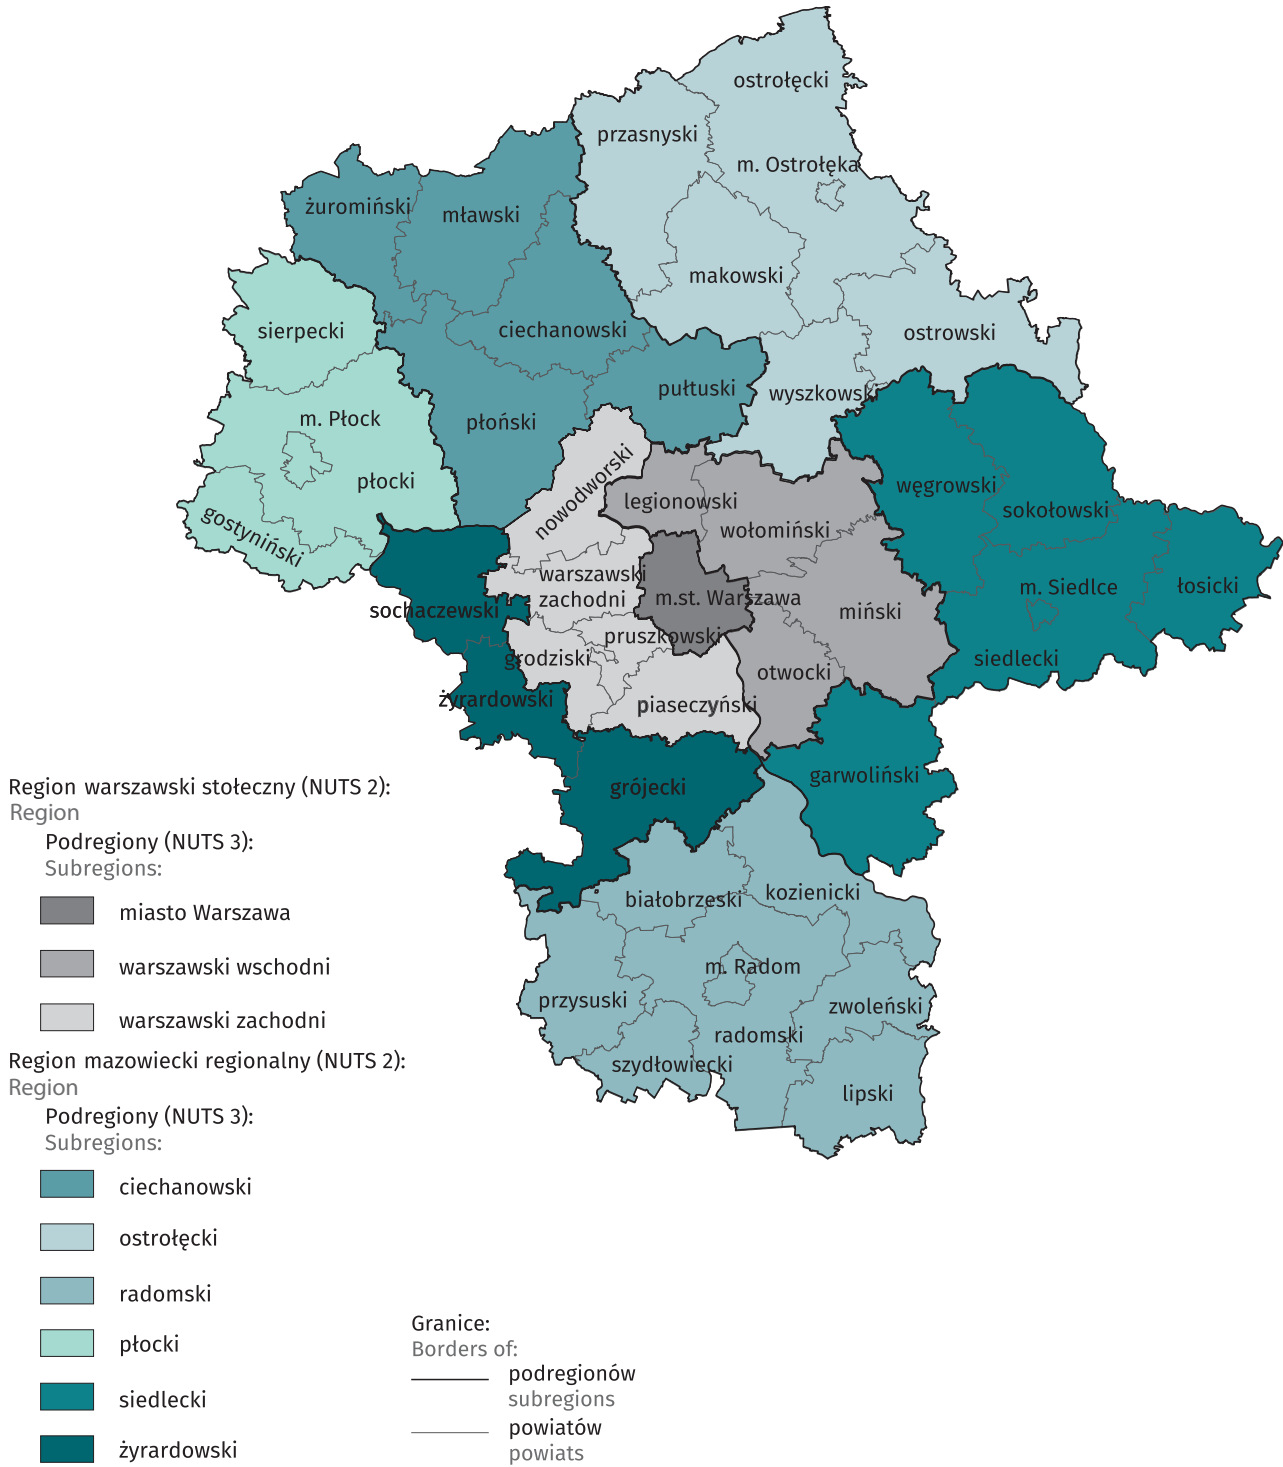 ostrołęcki
przasnyski
m. Ostrołęka
żuromiński
mławski
makowski
sierpecki
ciechanowski
ostrowski
pułtuski
wyszkowski
m. Płock
płoński
płocki
nowodworski
legionowski
węgrowski
sokołowski
gostyniński
wołomiński
warszawski
zachodni
m.st. Warszawa
m. Siedlce
łosicki
sochaczewski
miński
pruszkowski
grodziski
siedlecki
otwocki
żyrardowski
piaseczyński
garwoliński
grójecki
białobrzeski
kozienicki
m. Radom
przysuski
zwoleński
radomski
szydłowiecki
lipski
Region warszawski stołeczny (NUTS 2):
Region
Podregiony (NUTS 3):
Subregions:
miasto Warszawa
warszawski wschodni
warszawski zachodni
Region mazowiecki regionalny (NUTS 2):
Region
Podregiony (NUTS 3):
Subregions:
ciechanowski
ostrołęcki
radomski
płocki
siedlecki
żyrardowski
Granice:
Borders of:
podregionów
subregions
powiatów
powiats